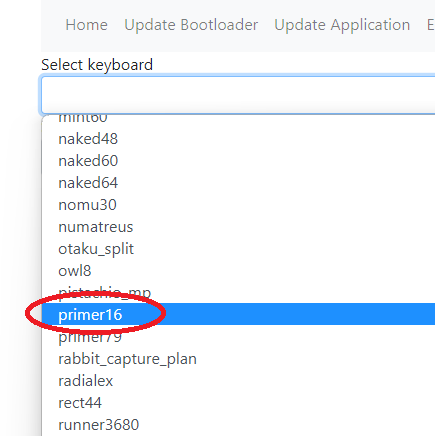 Home Update Bootloader Update Application E
Select keyboard
mint60
naked48
naked60
naked64
nomu30
numatreus
otaku_split
owl8
pistachio_mp
primer16
primer79
rabbit_capture_plan
radialex
rect44
runner3680